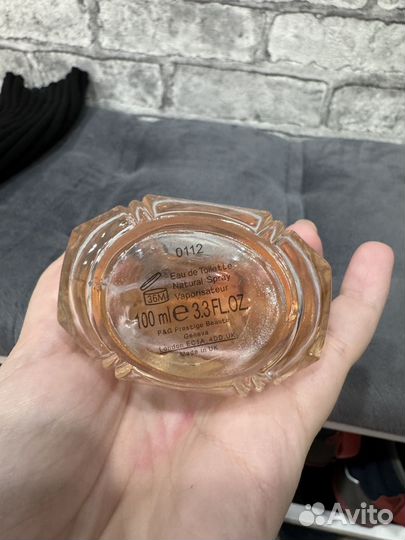 0112
Eau de Toilette
Natural Spray
36M
Vaporisateur
100 ml e 3.3 FL.OZ.
P&G Prestige Beauté
Geneva
London EC1A 4DD UK
Made in UK
Avito